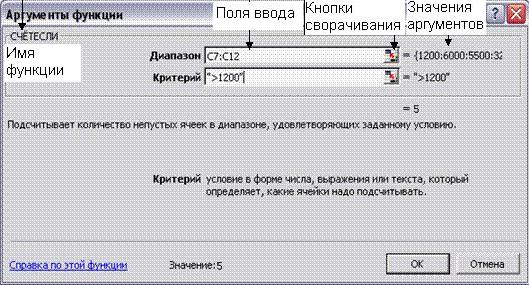 Аргументы функции
Поля ввода
Кнопки
сворачивания
Значения
аргументов
СЧЁТЕСЛИ
Имя
функции
Диапазон C7:C12 = {1200:6000:5500:32
Критерий ">1200" = ">1200"
= 5
Подсчитывает количество непустых ячеек в диапазоне, удовлетворяющих заданному условию.
Критерий условие в форме числа, выражения или текста, который
определяет, какие ячейки надо подсчитывать.
Справка по этой функции Значение:5 ОК Отмена